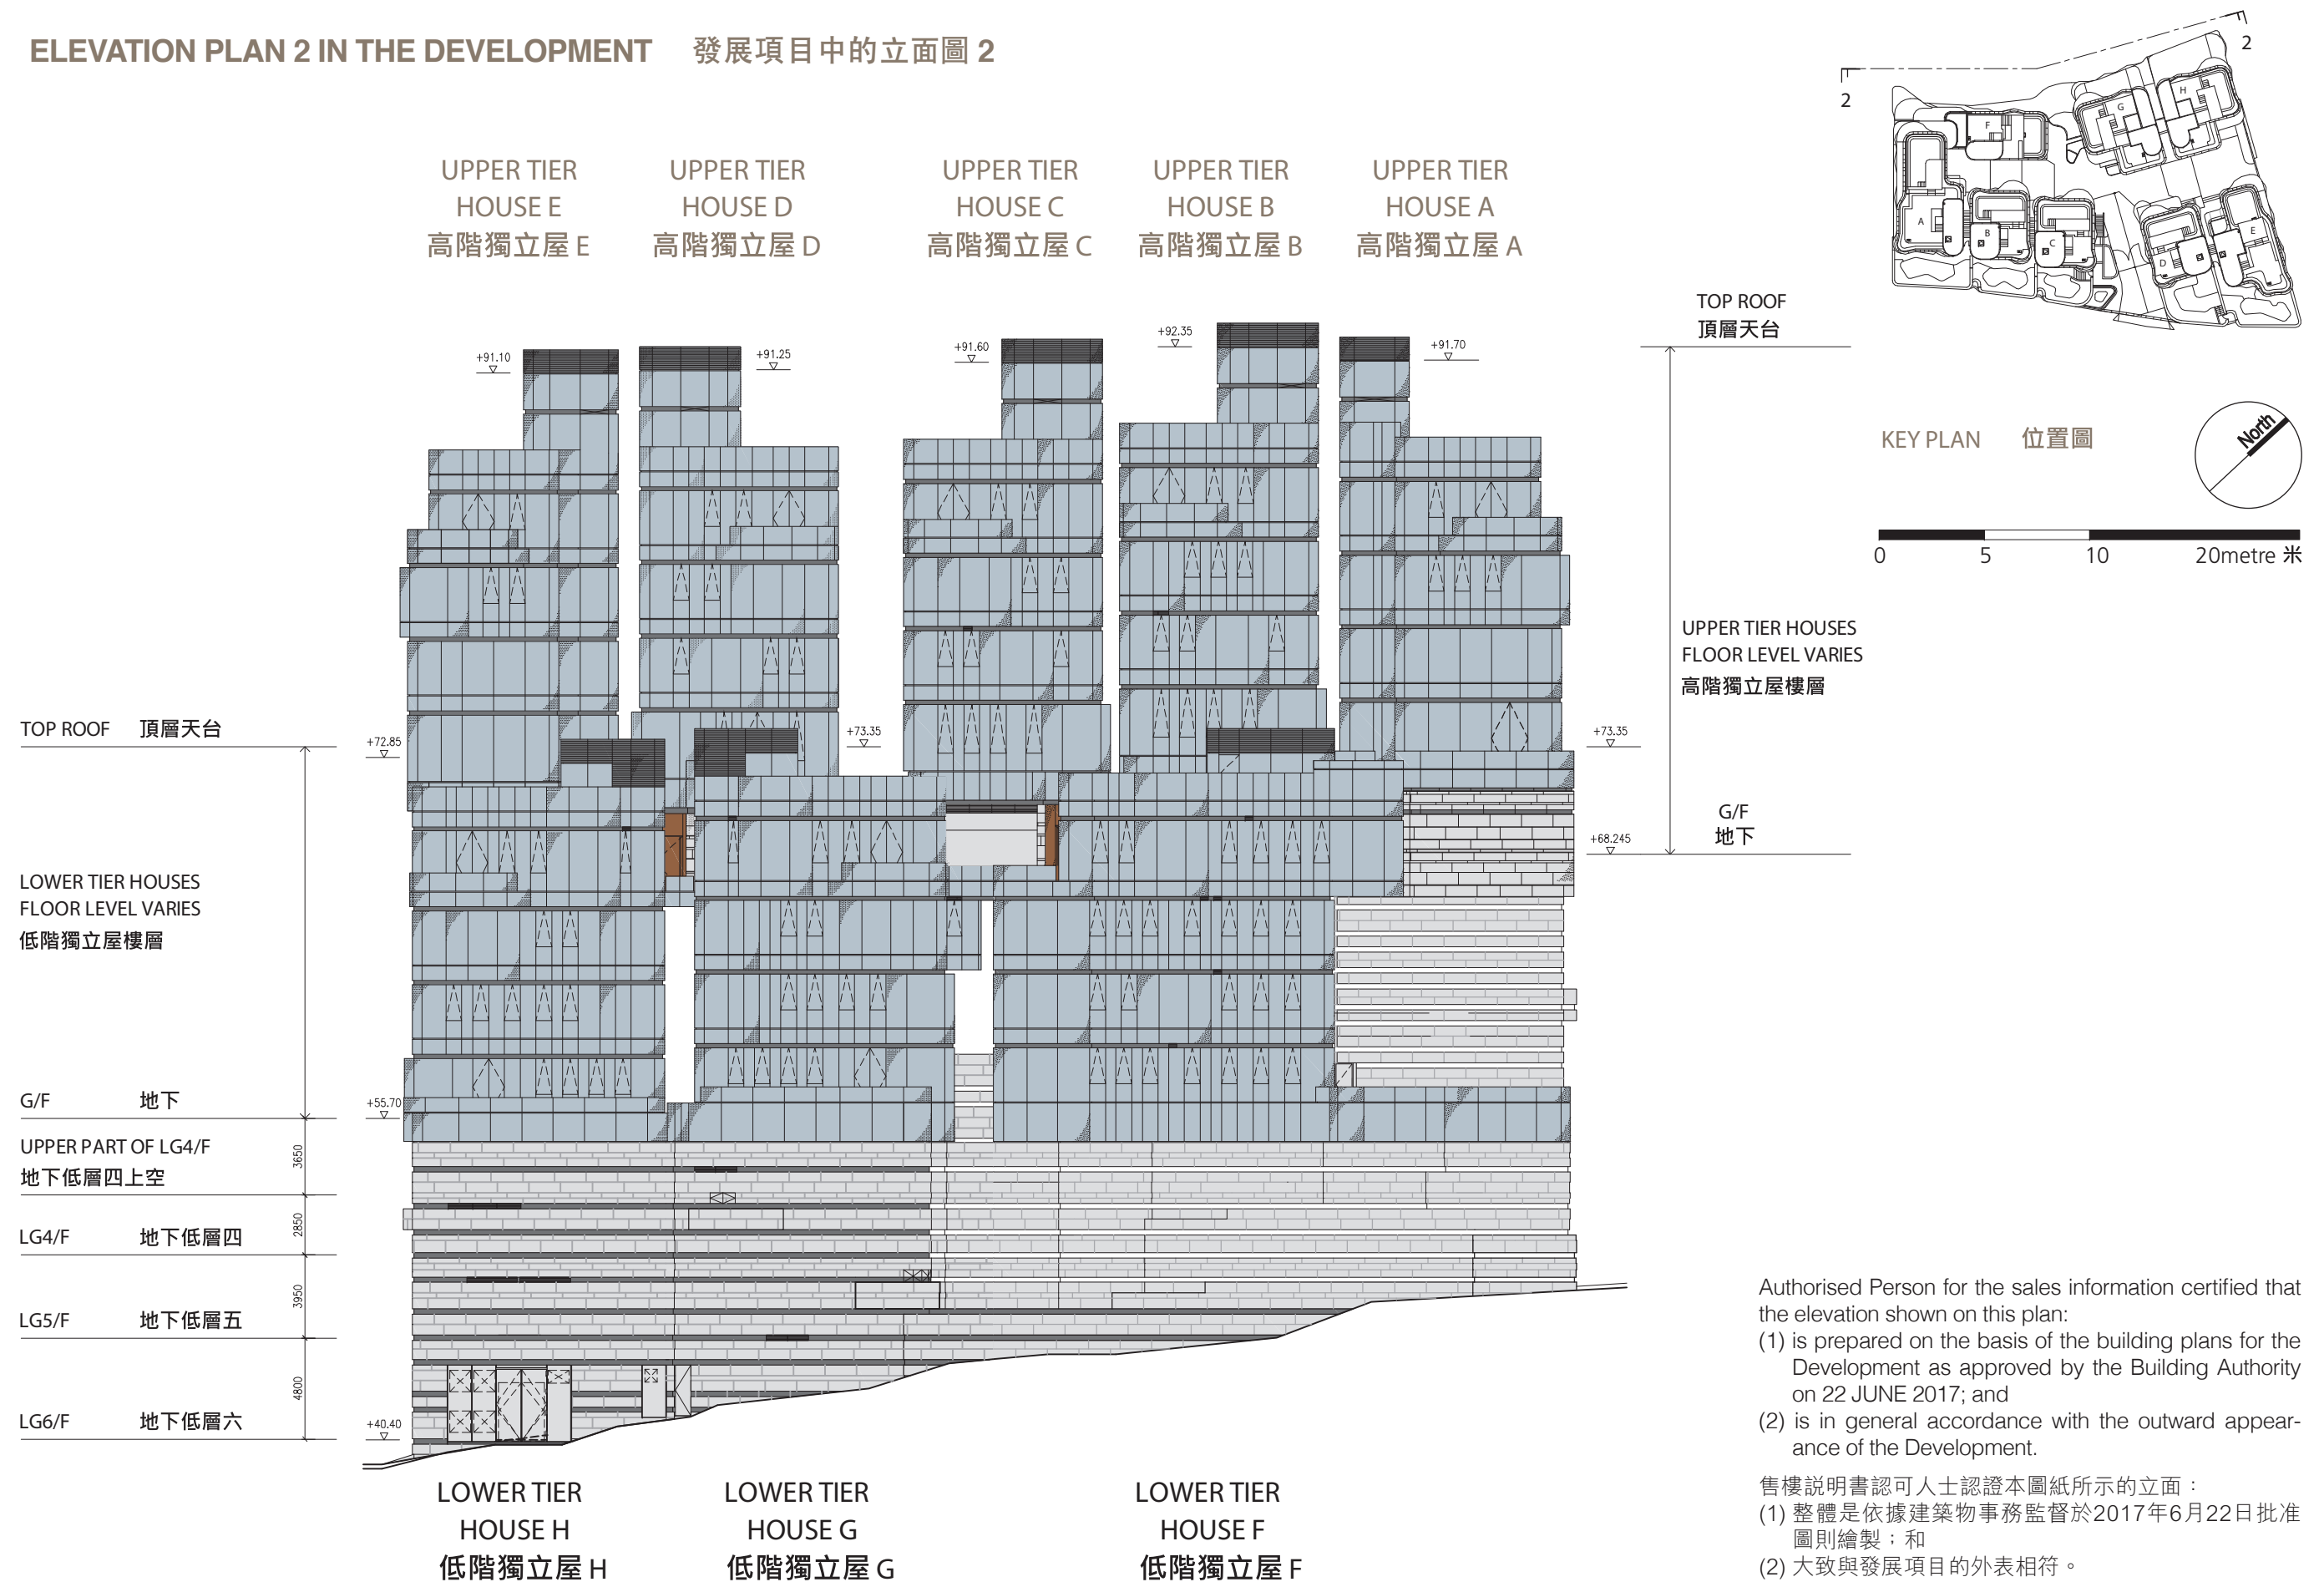 ELEVATION PLAN 2 IN THE DEVELOPMENT 發展項目中的立面圖 2
2
2
G
H
F
A
B
C
D
E
UPPER TIER
HOUSE E
高階獨立屋 E
UPPER TIER
HOUSE D
高階獨立屋 D
UPPER TIER
HOUSE C
高階獨立屋 C
UPPER TIER
HOUSE B
高階獨立屋 B
UPPER TIER
HOUSE A
高階獨立屋 A
TOP ROOF
頂層天台
+91.10
+91.25
+91.60
+92.35
+91.70
KEY PLAN 位置圖
North
0 5 10 20metre 米
UPPER TIER HOUSES
FLOOR LEVEL VARIES
高階獨立屋樓層
TOP ROOF 頂層天台
+72.85
+73.35
+73.35
G/F
地下
+68.245
LOWER TIER HOUSES
FLOOR LEVEL VARIES
低階獨立屋樓層
G/F 地下
+55.70
UPPER PART OF LG4/F
地下低層四上空
3650
LG4/F 地下低層四
2850
LG5/F 地下低層五
3950
LG6/F 地下低層六
4800
+40.40
LOWER TIER
HOUSE H
低階獨立屋 H
LOWER TIER
HOUSE G
低階獨立屋 G
LOWER TIER
HOUSE F
低階獨立屋 F
Authorised Person for the sales information certified that
the elevation shown on this plan:
(1) is prepared on the basis of the building plans for the
Development as approved by the Building Authority
on 22 JUNE 2017; and
(2) is in general accordance with the outward appear-
ance of the Development.
售樓説明書認可人士認證本圖紙所示的立面：
(1) 整體是依據建築物事務監督於2017年6月22日批准
圖則繪製；和
(2) 大致與發展項目的外表相符。